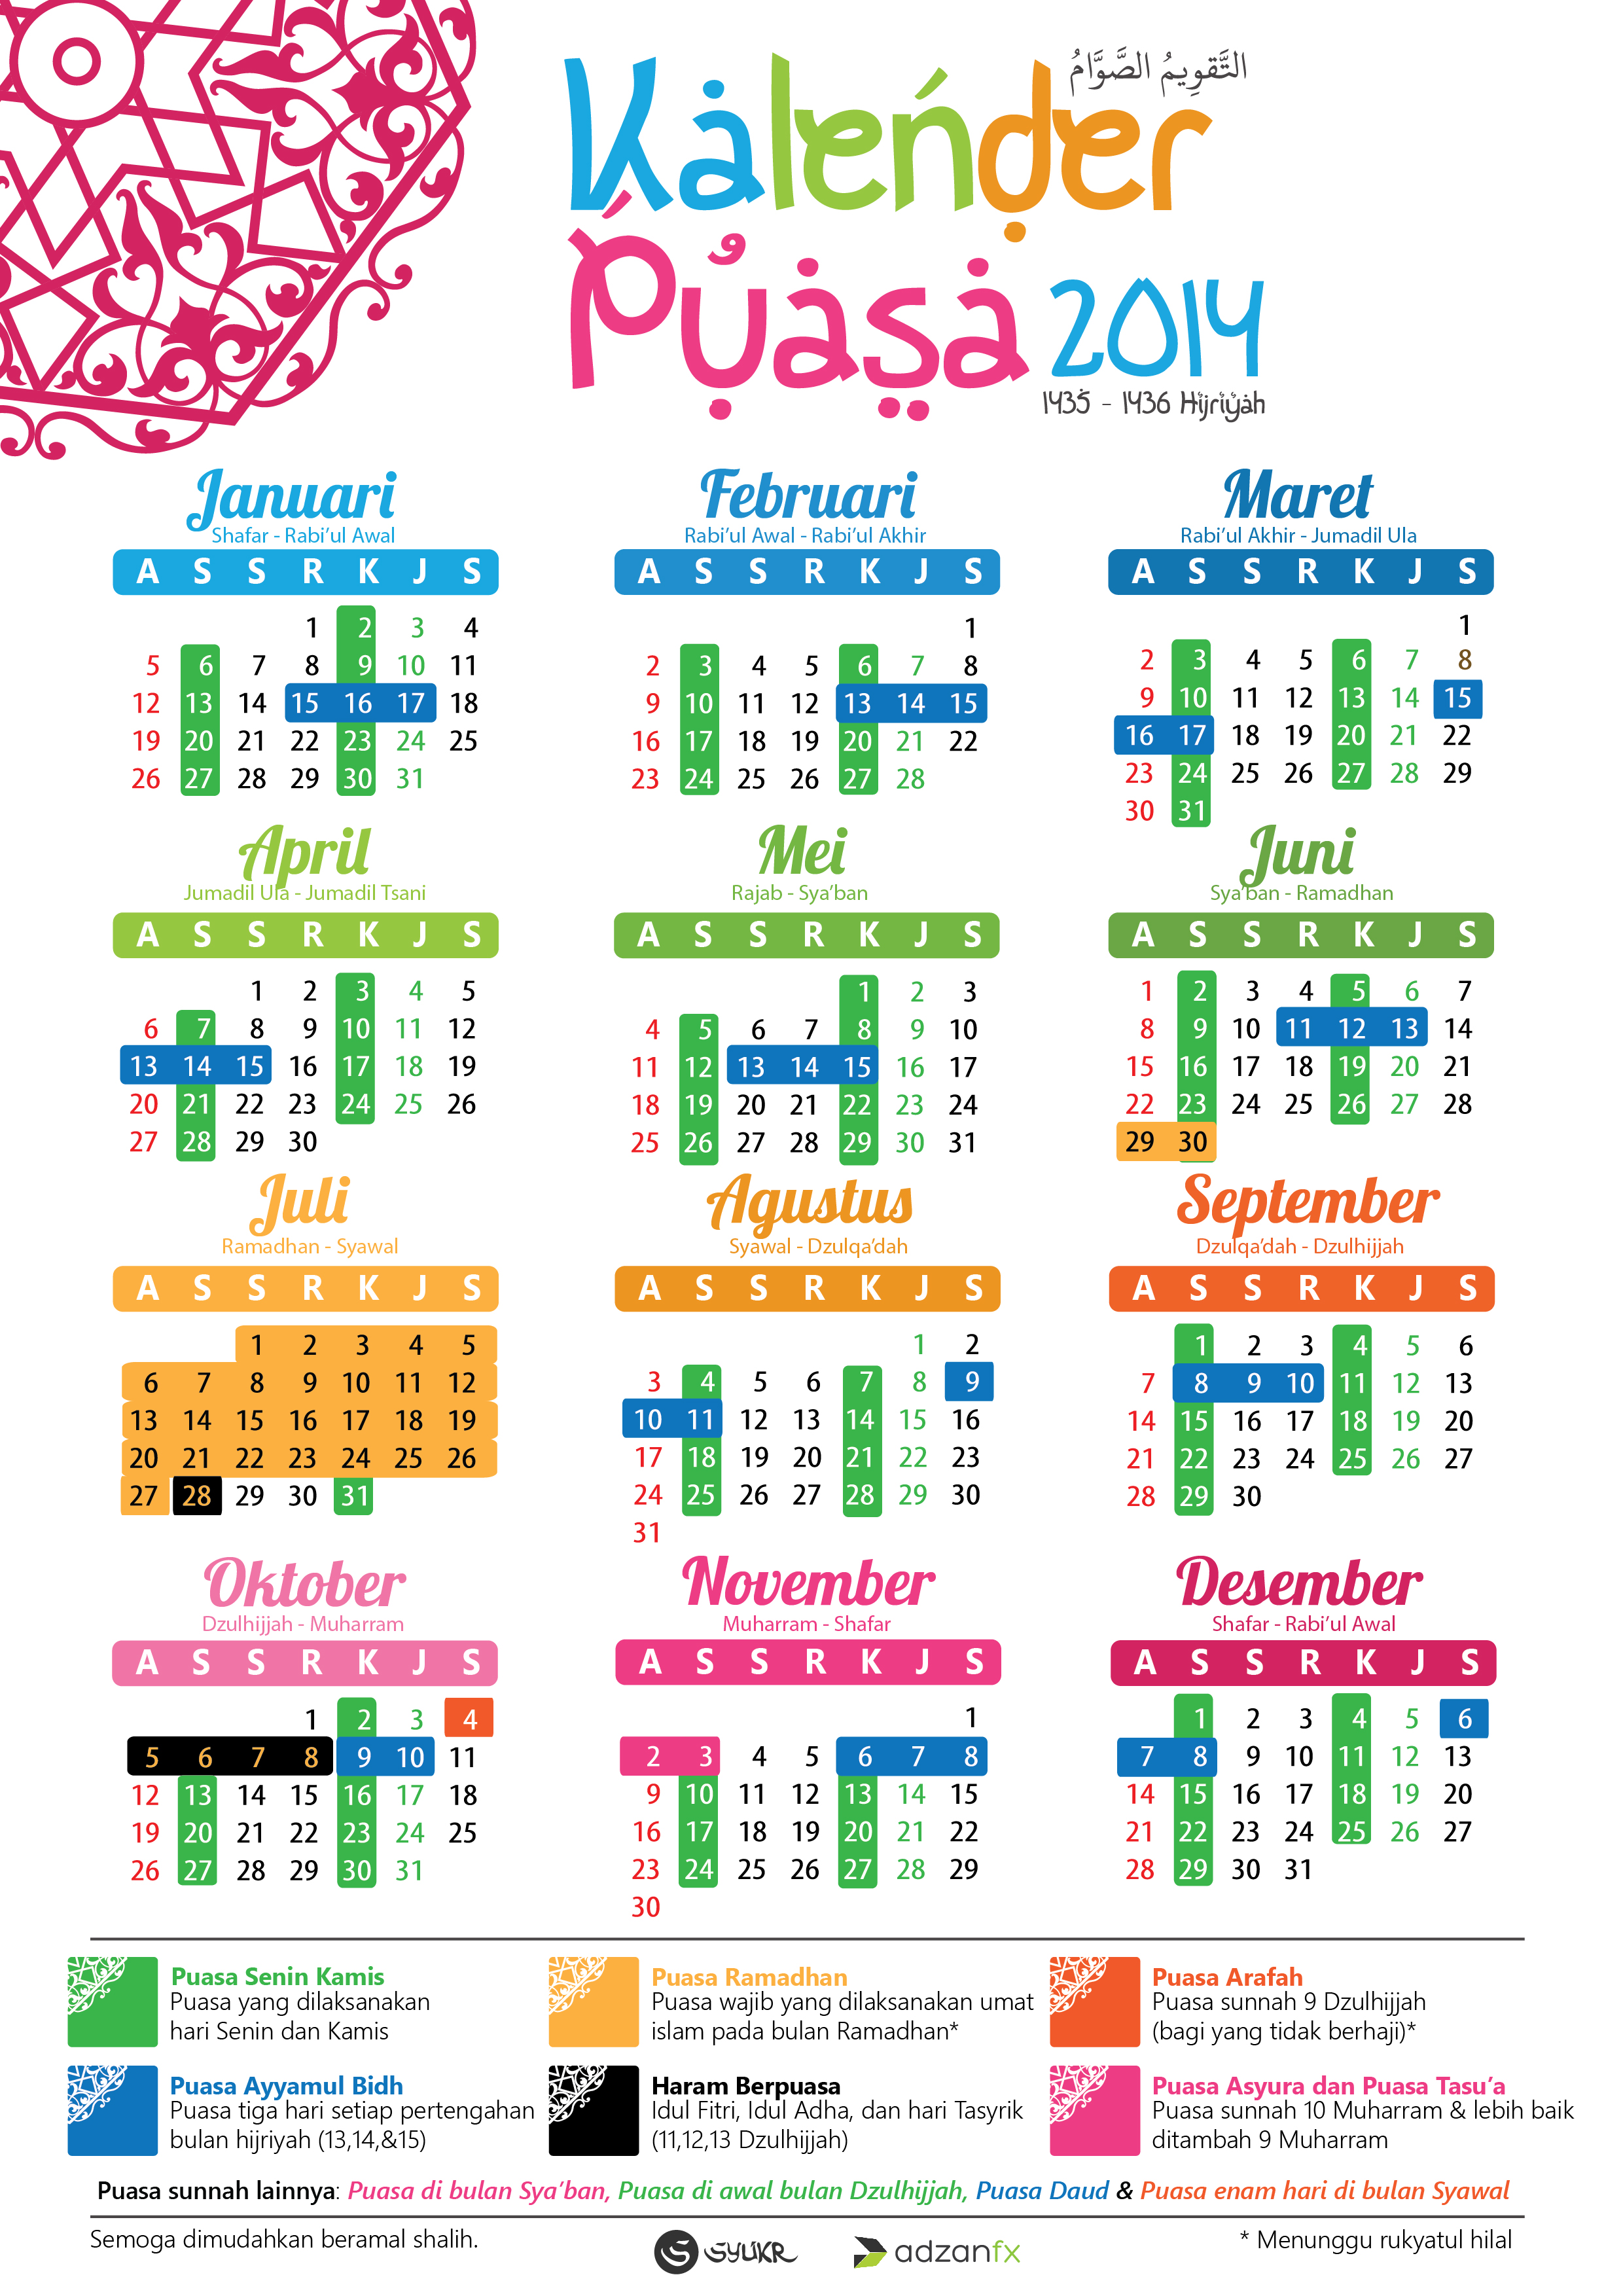 التَّقوِيمُ الصَّوَّامُ
Kalender
Puasa 2014
1435 - 1436 Hijriyah
Januari
Shafar - Rabi'ul Awal
A S S R K J S
1 2 3 4
5 6 7 8 9 10 11
12 13 14 15 16 17 18
19 20 21 22 23 24 25
26 27 28 29 30 31
Februari
Rabi'ul Awal - Rabi'ul Akhir
A S S R K J S
1
2 3 4 5 6 7 8
9 10 11 12 13 14 15
16 17 18 19 20 21 22
23 24 25 26 27 28
Maret
Rabi'ul Akhir - Jumadil Ula
A S S R K J S
1
2 3 4 5 6 7 8
9 10 11 12 13 14 15
16 17 18 19 20 21 22
23 24 25 26 27 28 29
30 31
April
Jumadil Ula - Jumadil Tsani
A S S R K J S
1 2 3 4 5
6 7 8 9 10 11 12
13 14 15 16 17 18 19
20 21 22 23 24 25 26
27 28 29 30
Mei
Rajab - Sya'ban
A S S R K J S
1 2 3
4 5 6 7 8 9 10
11 12 13 14 15 16 17
18 19 20 21 22 23 24
25 26 27 28 29 30 31
Juni
Sya'ban - Ramadhan
A S S R K J S
1 2 3 4 5 6 7
8 9 10 11 12 13 14
15 16 17 18 19 20 21
22 23 24 25 26 27 28
29 30
Juli
Ramadhan - Syawal
A S S R K J S
1 2 3 4 5
6 7 8 9 10 11 12
13 14 15 16 17 18 19
20 21 22 23 24 25 26
27 28 29 30 31
Agustus
Syawal - Dzulqa'dah
A S S R K J S
1 2
3 4 5 6 7 8 9
10 11 12 13 14 15 16
17 18 19 20 21 22 23
24 25 26 27 28 29 30
31
September
Dzulqa'dah - Dzulhijjah
A S S R K J S
1 2 3 4 5 6
7 8 9 10 11 12 13
14 15 16 17 18 19 20
21 22 23 24 25 26 27
28 29 30
Oktober
Dzulhijjah - Muharram
A S S R K J S
1 2 3 4
5 6 7 8 9 10 11
12 13 14 15 16 17 18
19 20 21 22 23 24 25
26 27 28 29 30 31
November
Muharram - Shafar
A S S R K J S
1
2 3 4 5 6 7 8
9 10 11 12 13 14 15
16 17 18 19 20 21 22
23 24 25 26 27 28 29
30
Desember
Shafar - Rabi'ul Awal
A S S R K J S
1 2 3 4 5 6
7 8 9 10 11 12 13
14 15 16 17 18 19 20
21 22 23 24 25 26 27
28 29 30 31
Puasa Senin Kamis
Puasa yang dilaksanakan
hari Senin dan Kamis
Puasa Ramadhan
Puasa wajib yang dilaksanakan umat
islam pada bulan Ramadhan*
Puasa Arafah
Puasa sunnah 9 Dzulhijjah
(bagi yang tidak berhaji)*
Puasa Ayyamul Bidh
Puasa tiga hari setiap pertengahan
bulan hijriyah (13,14,&15)
Haram Berpuasa
Idul Fitri, Idul Adha, dan hari Tasyrik
(11,12,13 Dzulhijjah)
Puasa Asyura dan Puasa Tasu'a
Puasa sunnah 10 Muharram & lebih baik
ditambah 9 Muharram
Puasa sunnah lainnya: Puasa di bulan Sya'ban, Puasa di awal bulan Dzulhijjah, Puasa Daud & Puasa enam hari di bulan Syawal
Semoga dimudahkan beramal shalih.
SYUKR
adzanfx
* Menunggu rukyatul hilal